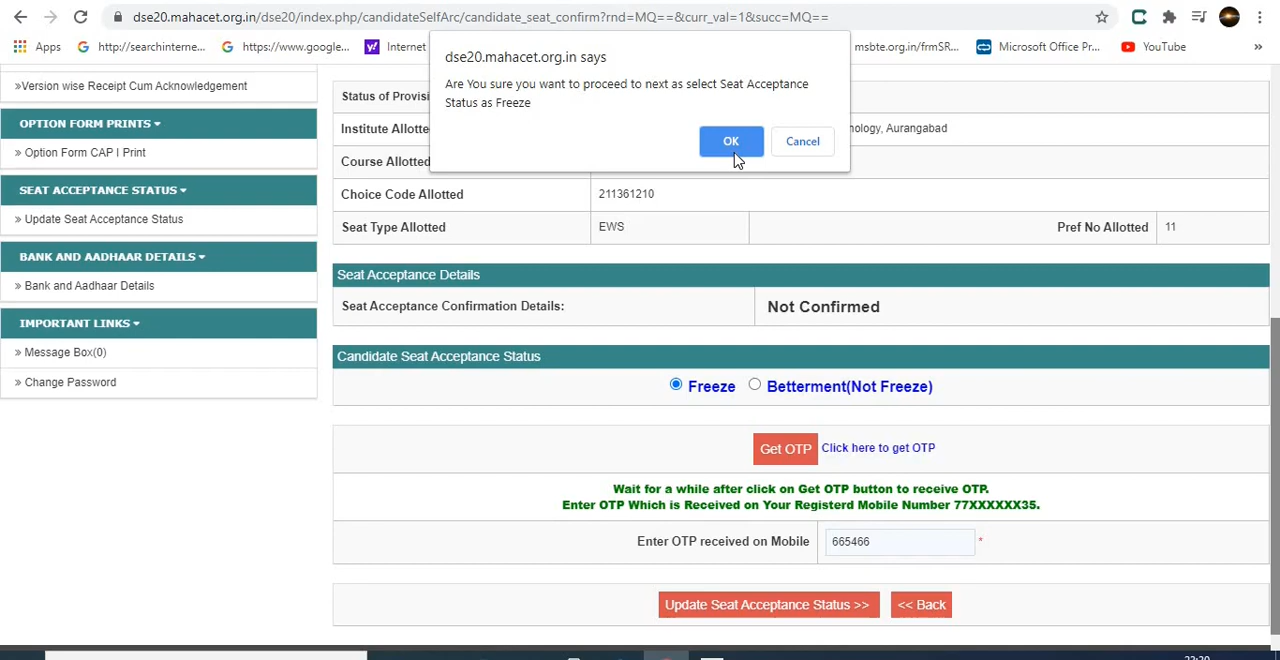 dse20.mahacet.org.in/dse20/index.php/candidateSelfArc/candidate_seat_confirm?rnd=MQ==&curr_val=1&succ=MQ==
Apps http://searchinterne... https://www.google... Internet msbte.org.in/frmSR... Microsoft Office Pr... YouTube »
dse20.mahacet.org.in says
Are You sure you want to proceed to next as select Seat Acceptance
Status as Freeze
OK Cancel
»Version wise Receipt Cum Acknowledgement
OPTION FORM PRINTS
» Option Form CAP I Print
SEAT ACCEPTANCE STATUS
» Update Seat Acceptance Status
BANK AND AADHAAR DETAILS
» Bank and Aadhaar Details
IMPORTANT LINKS
» Message Box(0)
» Change Password
Status of Provisi
Institute Allotte nology, Aurangabad
Course Allotted
Choice Code Allotted 211361210
Seat Type Allotted EWS Pref No Allotted 11
Seat Acceptance Details
Seat Acceptance Confirmation Details: Not Confirmed
Candidate Seat Acceptance Status
Freeze Betterment(Not Freeze)
Get OTP Click here to get OTP
Wait for a while after click on Get OTP button to receive OTP.
Enter OTP Which is Received on Your Registerd Mobile Number 77XXXXXX35.
Enter OTP received on Mobile 665466 *
Update Seat Acceptance Status >> << Back